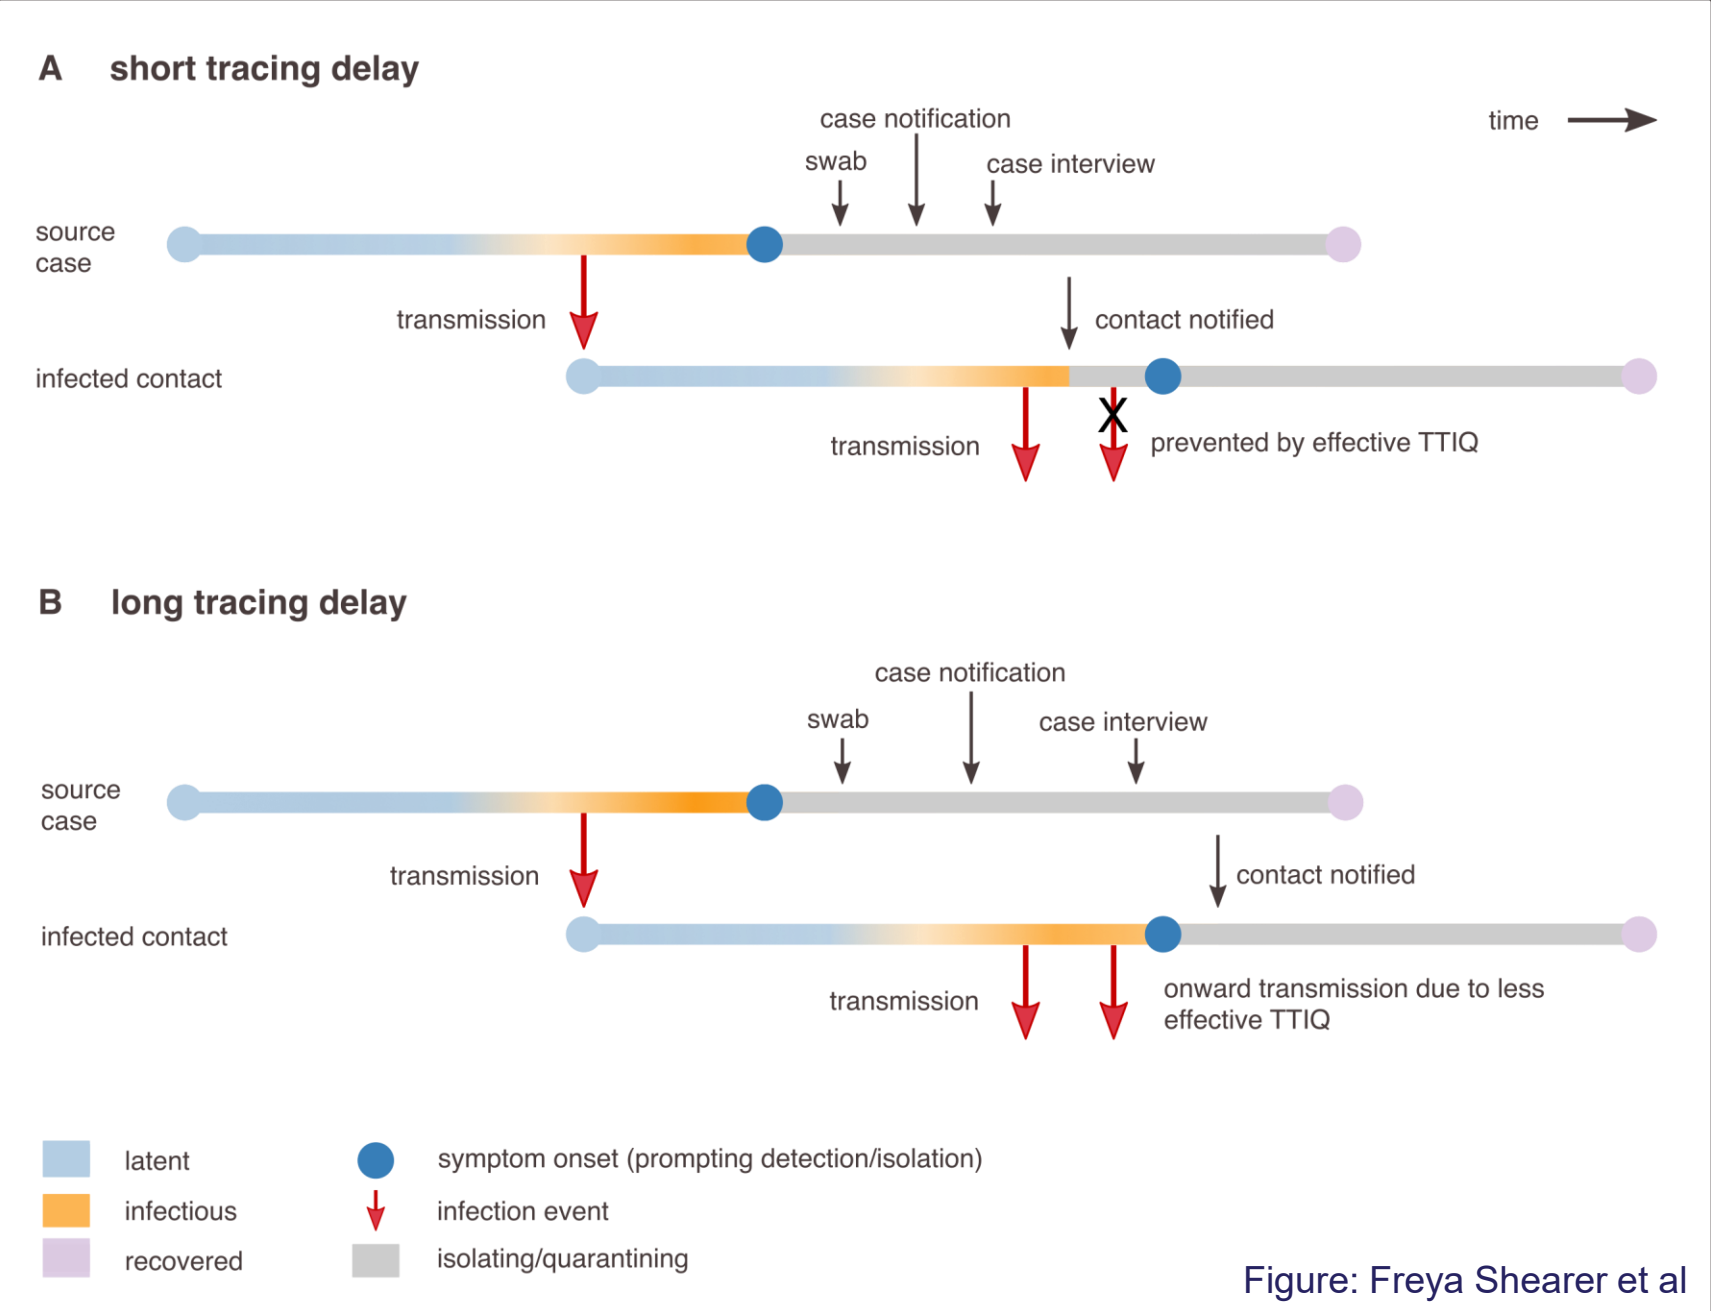 A short tracing delay
time
case notification
swab
case interview
source
case
transmission
contact notified
infected contact
X
transmission
prevented by effective TTIQ
B long tracing delay
case notification
swab
case interview
source
case
transmission
contact notified
infected contact
transmission
onward transmission due to less
effective TTIQ
latent
symptom onset (prompting detection/isolation)
infectious
infection event
recovered
isolating/quarantining
Figure: Freya Shearer et al